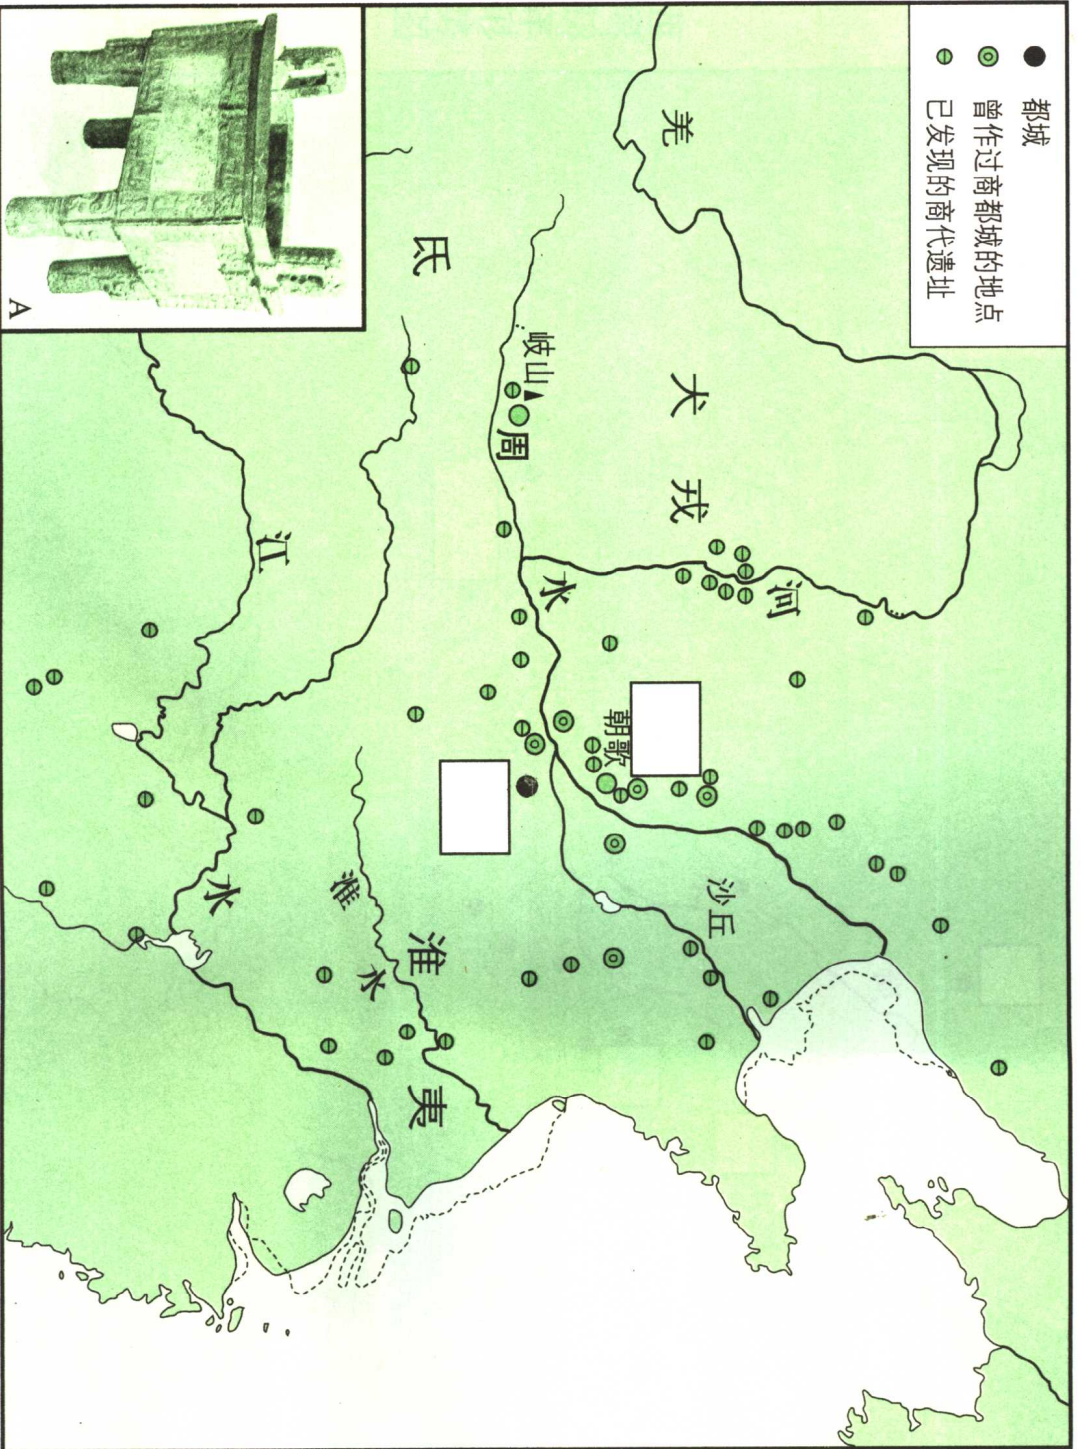 都城
曾作过商都城的地点
已发现的商代遗址
羌
犬戎
氐
岐山
周
河
水
朝歌
沙丘
江
水
淮
水
淮夷
A